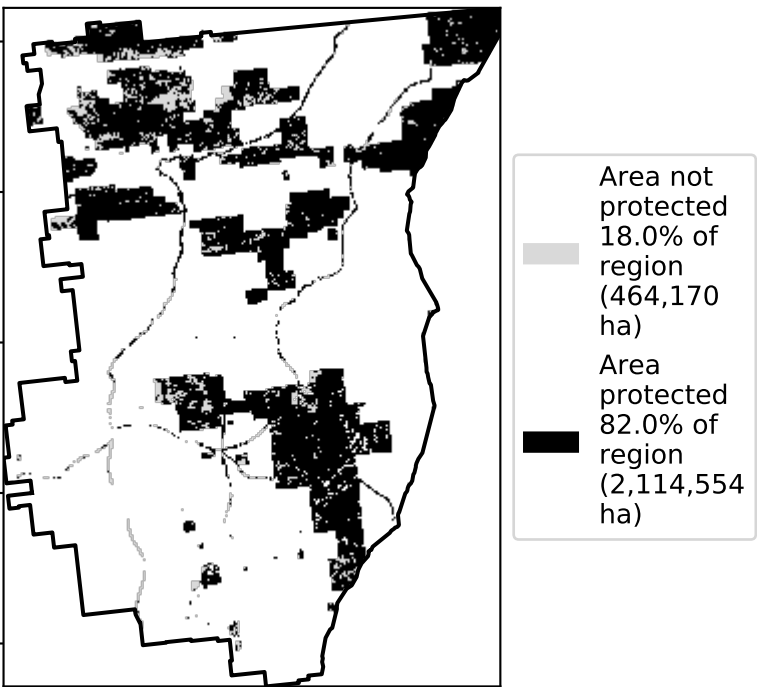 Area not
protected
18.0% of
region
(464,170
ha)
Area
protected
82.0% of
region
(2,114,554
ha)